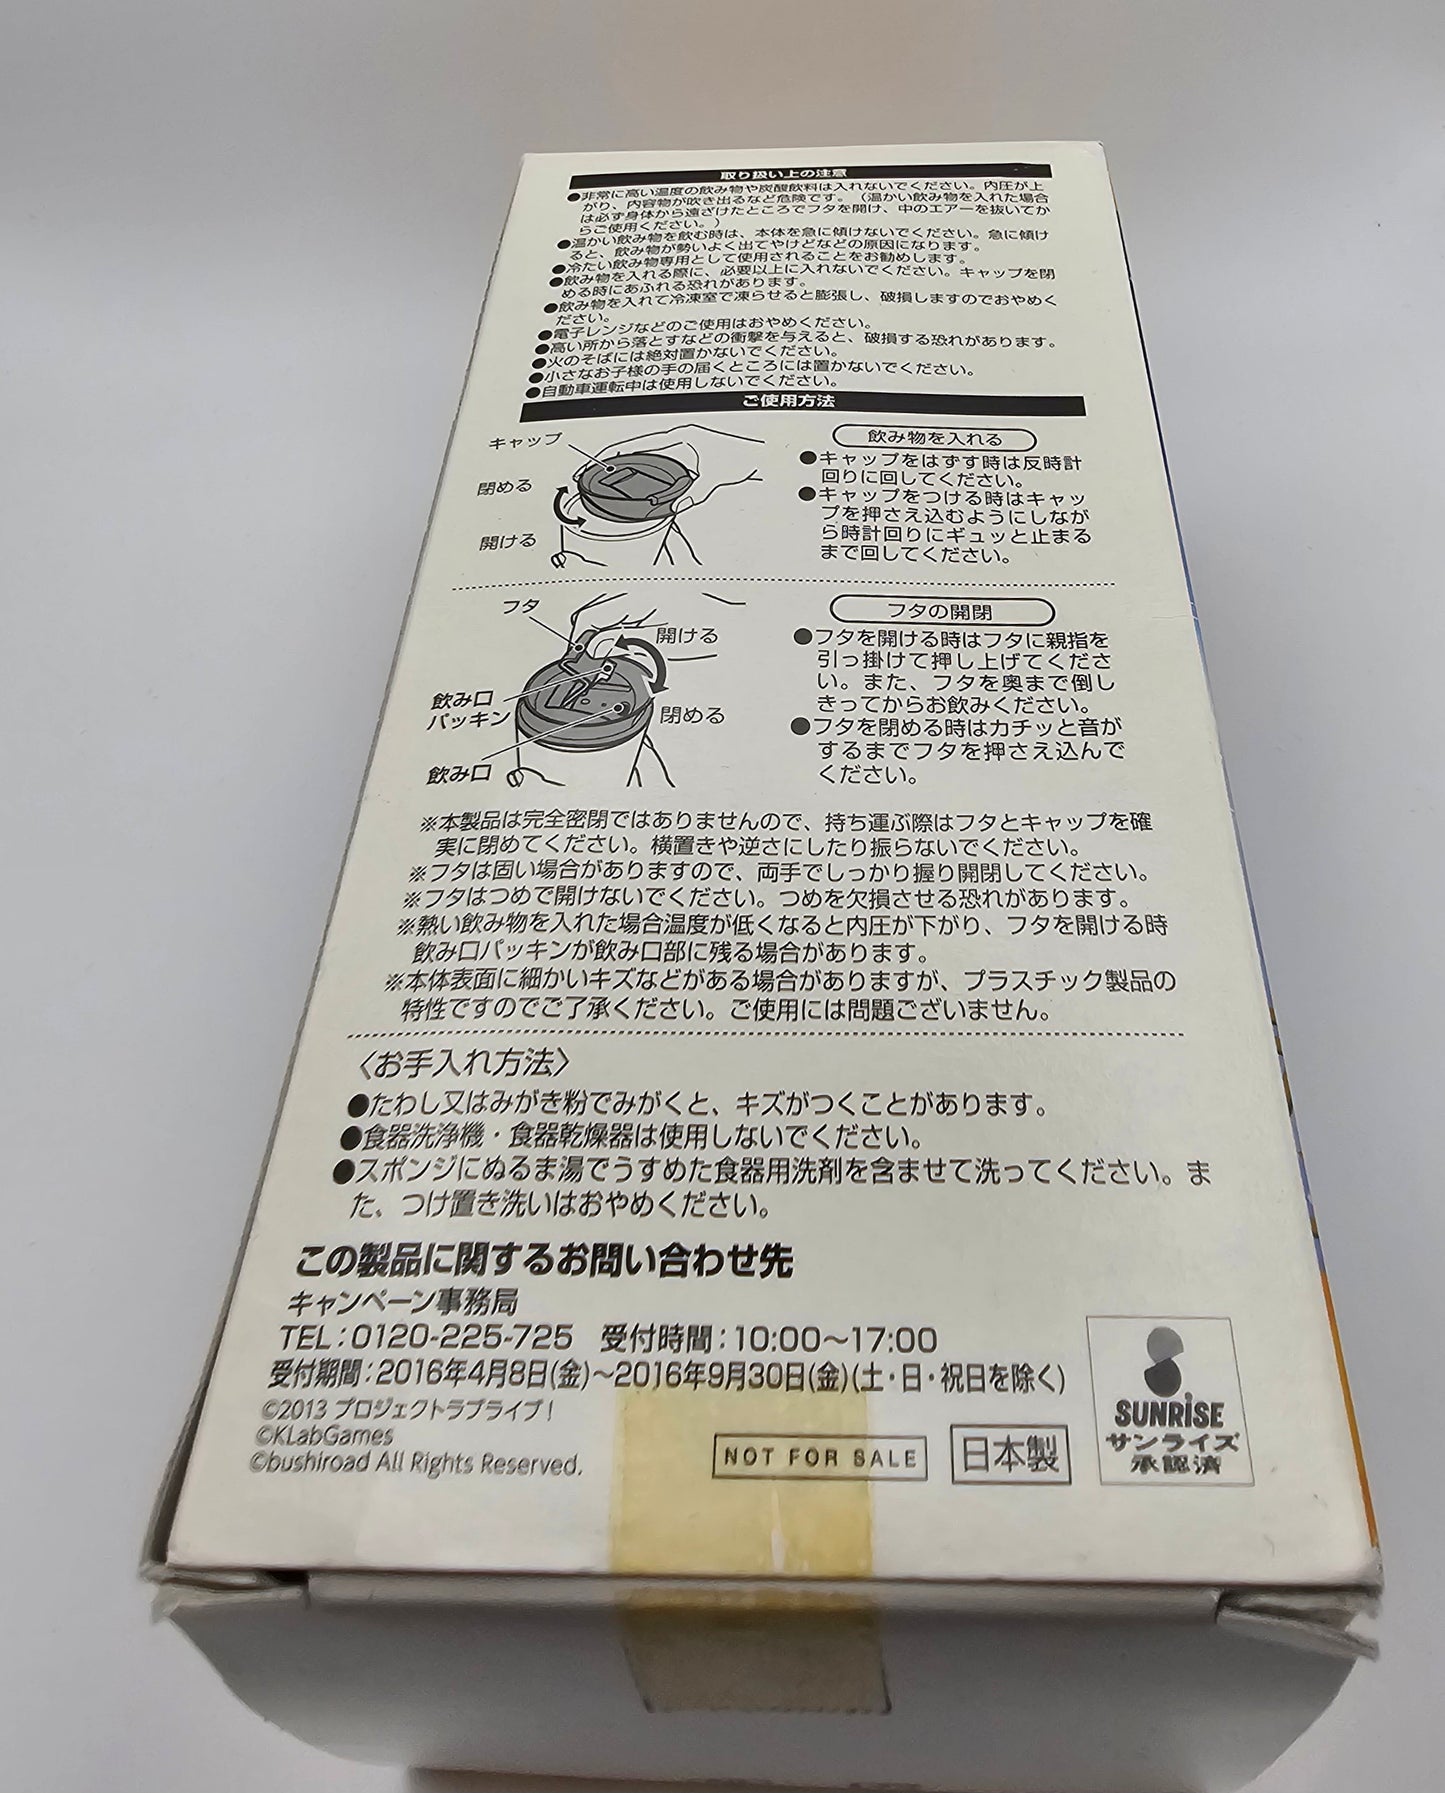 取り扱い上の注意
●非常に高い温度の飲み物や炭酸飲料は入れないでください。内圧が上
がり、内容物が吹き出るなど危険です。（温かい飲み物を入れた場合
は必ず身体から遠ざけたところでフタを開け、中のエアーを抜いてか
らご使用ください。）
●温かい飲み物を飲む時は、本体を急に傾けないでください。急に傾け
ると、飲み物が勢いよく出てやけどなどの原因になります。
●冷たい飲み物専用として使用されることをお勧めします。
●飲み物を入れる際に、必要以上に入れないでください。キャップを閉
める時にあふれる恐れがあります。
●飲み物を入れて冷凍室で凍らせると膨張し、破損しますのでおやめく
ださい。
●電子レンジなどのご使用はおやめください。
●高い所から落とすなどの衝撃を与えると、破損する恐れがあります。
●火のそばには絶対置かないでください。
●小さなお子様の手の届くところには置かないでください。
●自動車運転中は使用しないでください。
ご使用方法
キャップ
閉める
開ける
飲み物を入れる
●キャップをはずす時は反時計
回りに回してください。
●キャップをつける時はキャッ
プを押さえ込むようにしなが
ら時計回りにギュッと止まる
まで回してください。
フタ
開ける
飲み口
パッキン
閉める
飲み口
フタの開閉
●フタを開ける時はフタに親指を
引っ掛けて押し上げてくださ
い。また、フタを奥まで倒し
きってからお飲みください。
●フタを閉める時はカチッと音が
するまでフタを押さえ込んで
ください。
※本製品は完全密閉ではありませんので、持ち運ぶ際はフタとキャップを確
実に閉めてください。横置きや逆さにしたり振らないでください。
※フタは固い場合がありますので、両手でしっかり握り開閉してください。
※フタはつめで開けないでください。つめを欠損させる恐れがあります。
※熱い飲み物を入れた場合温度が低くなると内圧が下がり、フタを開ける時
飲み口パッキンが飲み口部に残る場合があります。
※本体表面に細かいキズなどがある場合がありますが、プラスチック製品の
特性ですのでご了承ください。ご使用には問題ございません。
〈お手入れ方法〉
●たわし又はみがき粉でみがくと、キズがつくことがあります。
●食器洗浄機・食器乾燥器は使用しないでください。
●スポンジにぬるま湯でうすめた食器用洗剤を含ませて洗ってください。ま
た、つけ置き洗いはおやめください。
この製品に関するお問い合わせ先
キャンペーン事務局
TEL:0120-225-725　受付時間:10:00〜17:00
受付期間:2016年4月8日(金)〜2016年9月30日(金)(土・日・祝日を除く)
©2013 プロジェクトラブライブ！
©KLabGames
©bushiroad All Rights Reserved.
NOT FOR SALE
日本製
SUNRISE
サンライズ
承認済